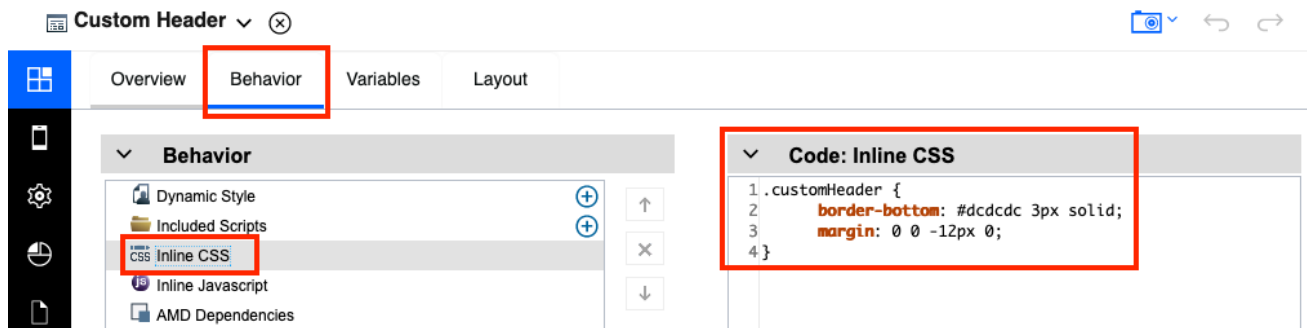 Custom Header
Overview Behavior Variables Layout
Behavior
Dynamic Style
Included Scripts
css Inline CSS
JS Inline Javascript
AMD Dependencies
Code: Inline CSS
1 .customHeader {
2 border-bottom: #dcdcdc 3px solid;
3 margin: 0 0 -12px 0;
4 }